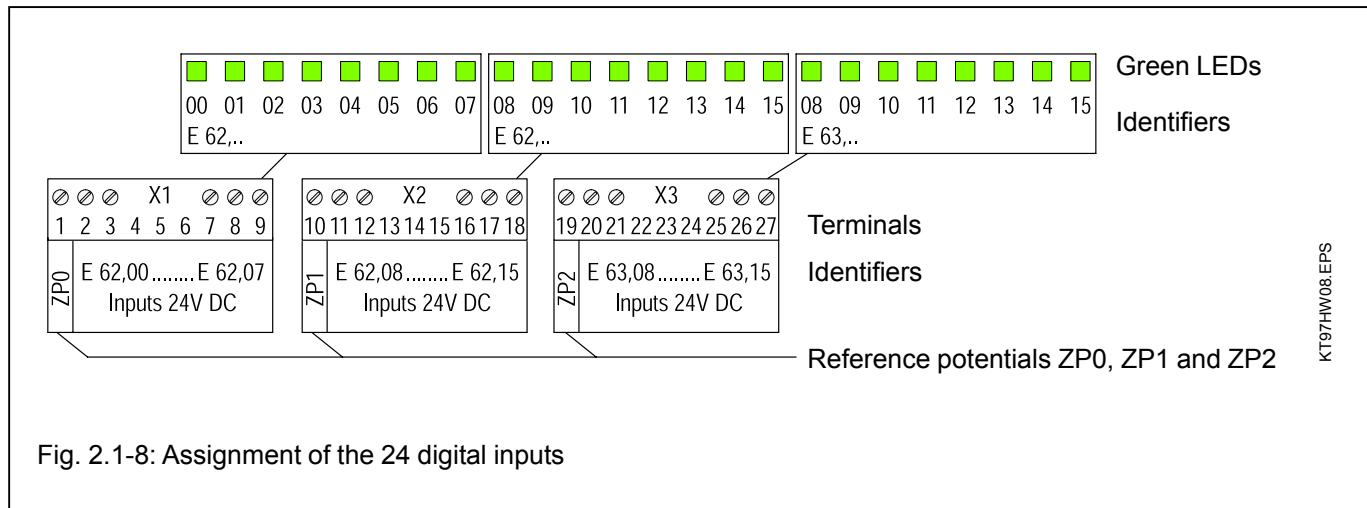 Green LEDs
00 01 02 03 04 05 06 07 08 09 10 11 12 13 14 15 08 09 10 11 12 13 14 15
Identifiers
E 62,.. E 62,.. E 63,..
X1 X2 X3
1 2 3 4 5 6 7 8 9 10 11 12 13 14 15 16 17 18 19 20 21 22 23 24 25 26 27
Terminals
ZP0 E 62,00........E 62,07 ZP1 E 62,08........E 62,15 ZP2 E 63,08........E 63,15
Identifiers
Inputs 24V DC Inputs 24V DC Inputs 24V DC
Reference potentials ZP0, ZP1 and ZP2
KT97HW08.EPS
Fig. 2.1-8: Assignment of the 24 digital inputs